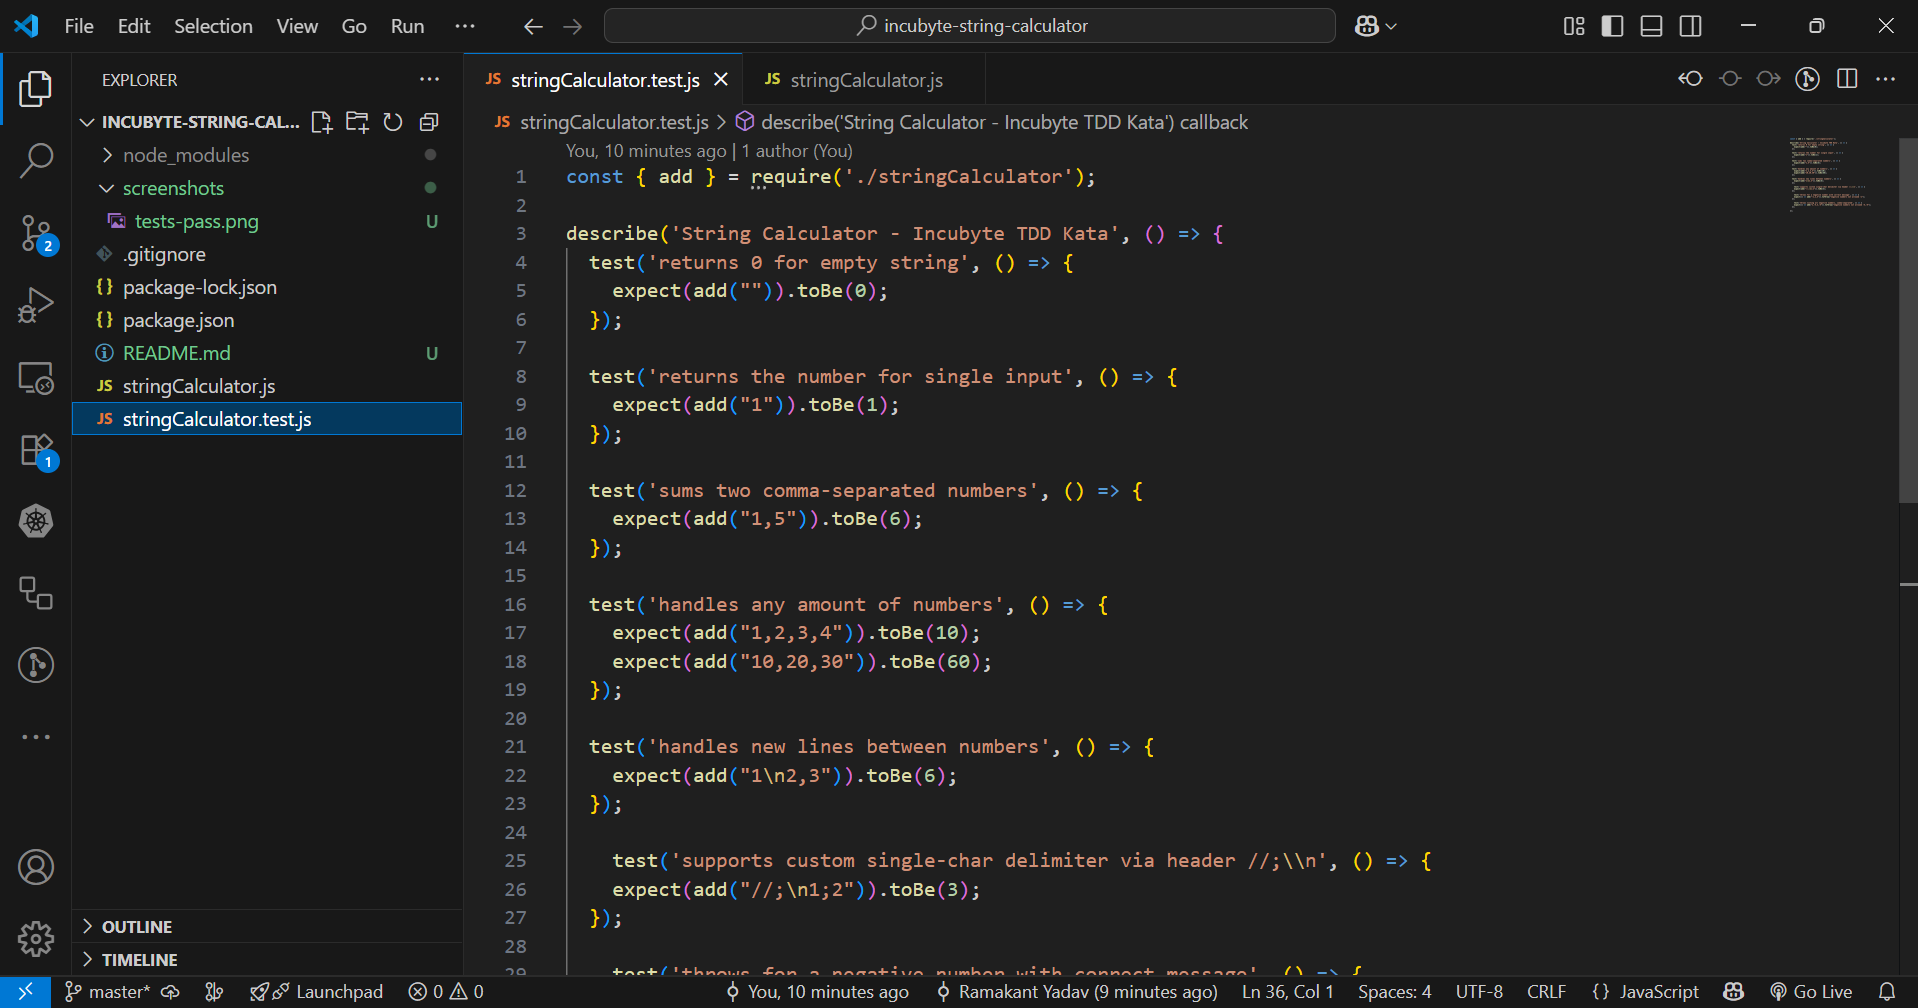 File Edit Selection View Go Run ···
incubyte-string-calculator
EXPLORER
INCUBYTE-STRING-CAL...
node_modules
screenshots
tests-pass.png U
.gitignore
{} package-lock.json
{} package.json
README.md U
JS stringCalculator.js
JS stringCalculator.test.js
2
1
OUTLINE
TIMELINE
JS stringCalculator.test.js
JS stringCalculator.js
JS stringCalculator.test.js > describe('String Calculator - Incubyte TDD Kata') callback
You, 10 minutes ago | 1 author (You)
1 const { add } = require('./stringCalculator');
2
3 describe('String Calculator - Incubyte TDD Kata', () => {
4 test('returns 0 for empty string', () => {
5 expect(add("")).toBe(0);
6 });
7
8 test('returns the number for single input', () => {
9 expect(add("1")).toBe(1);
10 });
11
12 test('sums two comma-separated numbers', () => {
13 expect(add("1,5")).toBe(6);
14 });
15
16 test('handles any amount of numbers', () => {
17 expect(add("1,2,3,4")).toBe(10);
18 expect(add("10,20,30")).toBe(60);
19 });
20
21 test('handles new lines between numbers', () => {
22 expect(add("1\n2,3")).toBe(6);
23 });
24
25 test('supports custom single-char delimiter via header //;\\n', () => {
26 expect(add("//;\n1;2")).toBe(3);
27 });
28
29 test('throws for a negative number with correct message', () => {
master* Launchpad 0 0 You, 10 minutes ago Ramakant Yadav (9 minutes ago) Ln 36, Col 1 Spaces: 4 UTF-8 CRLF {} JavaScript Go Live